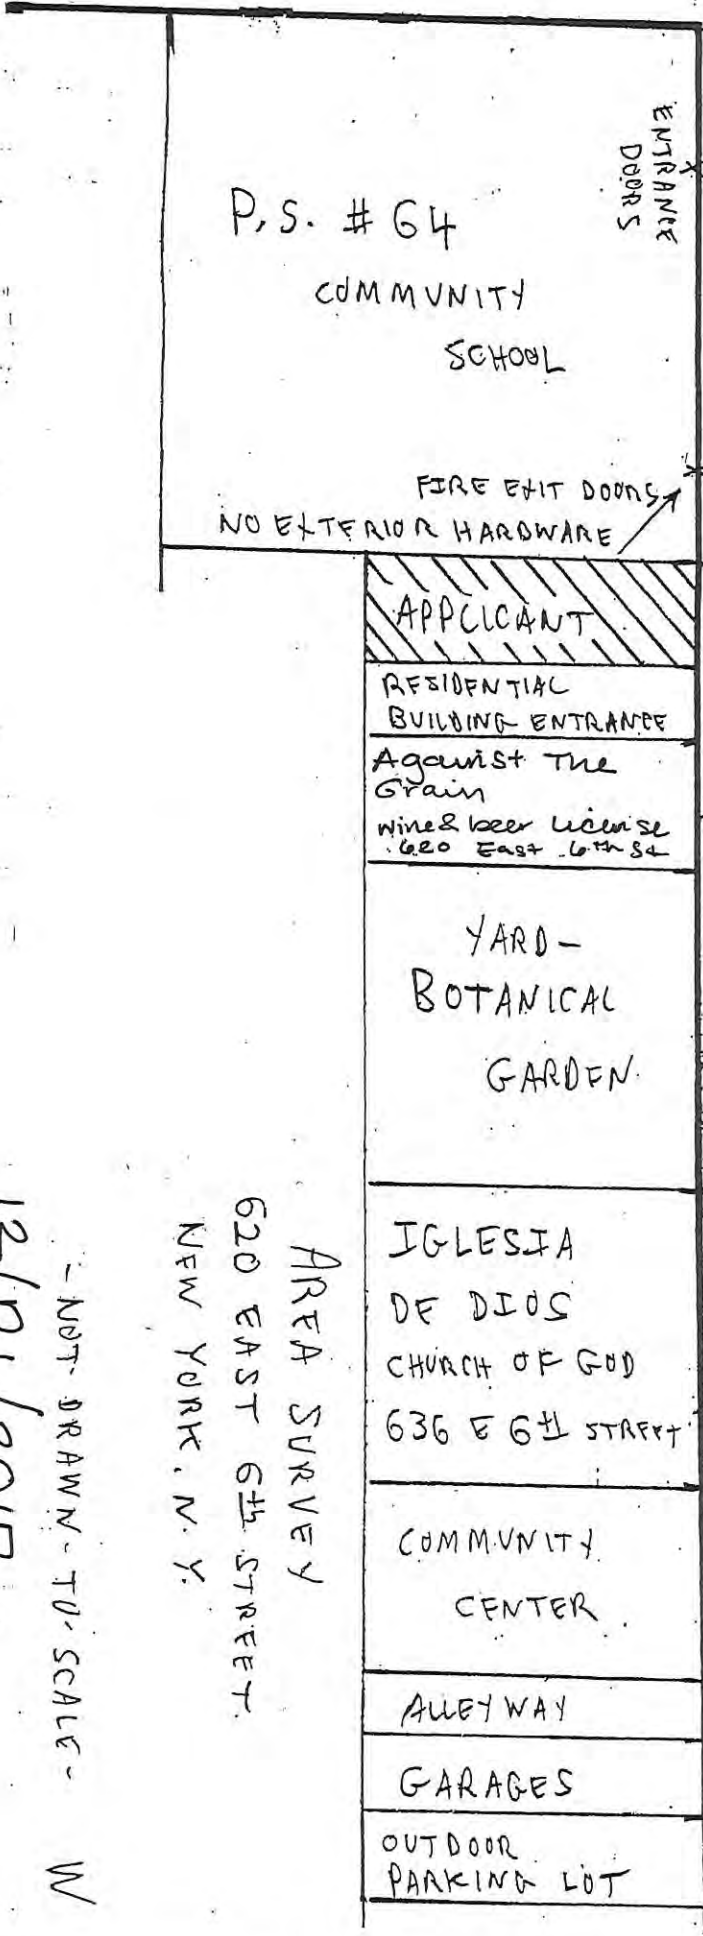 ENTRANCE
DOORS
P.S. # 64
COMMUNITY
SCHOOL
FIRE EXIT DOORS
NO EXTERIOR HARDWARE
APPLICANT
RESIDENTIAL
BUILDING ENTRANCE
Against The
Grain
wine & beer license
620 East 6th St
YARD-
BOTANICAL
GARDEN
IGLESIA
DE DIOS
CHURCH OF GOD
636 E 6th STREET
COMMUNITY
CENTER
ALLEYWAY
GARAGES
OUTDOOR
PARKING LOT
AREA SURVEY
620 EAST 6th STREET
NEW YORK, N.Y.
- NOT DRAWN TO SCALE -
W